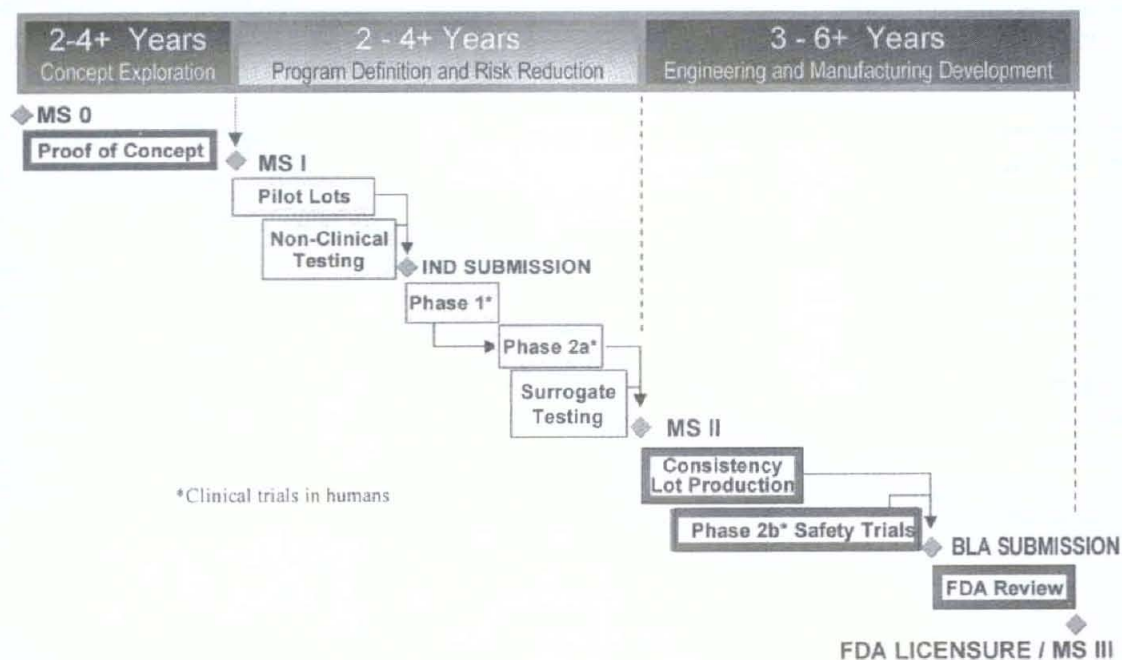 2-4+ Years
Concept Exploration
2 - 4+ Years
Program Definition and Risk Reduction
3 - 6+ Years
Engineering and Manufacturing Development
MS 0
Proof of Concept
MS I
Pilot Lots
Non-Clinical
Testing
IND SUBMISSION
Phase 1*
Phase 2a*
Surrogate
Testing
MS II
Consistency
Lot Production
*Clinical trials in humans
Phase 2b* Safety Trials
BLA SUBMISSION
FDA Review
FDA LICENSURE / MS III